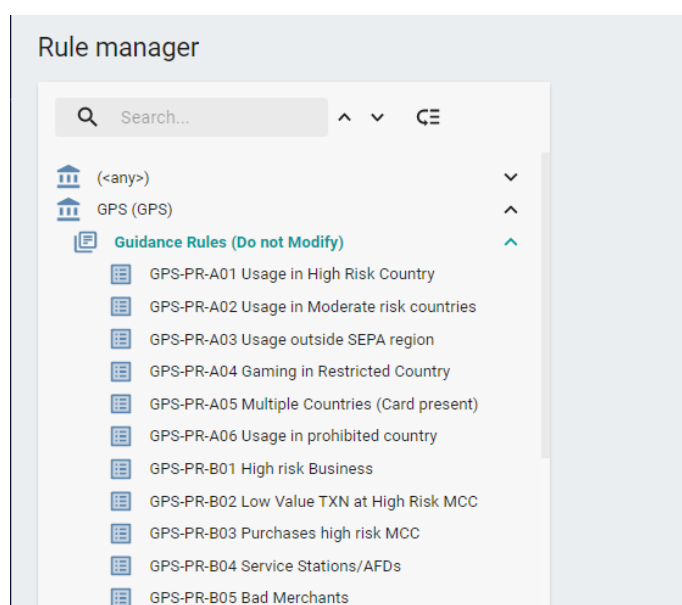 Rule manager
Search...
(<any>)
GPS (GPS)
Guidance Rules (Do not Modify)
GPS-PR-A01 Usage in High Risk Country
GPS-PR-A02 Usage in Moderate risk countries
GPS-PR-A03 Usage outside SEPA region
GPS-PR-A04 Gaming in Restricted Country
GPS-PR-A05 Multiple Countries (Card present)
GPS-PR-A06 Usage in prohibited country
GPS-PR-B01 High risk Business
GPS-PR-B02 Low Value TXN at High Risk MCC
GPS-PR-B03 Purchases high risk MCC
GPS-PR-B04 Service Stations/AFDs
GPS-PR-B05 Bad Merchants